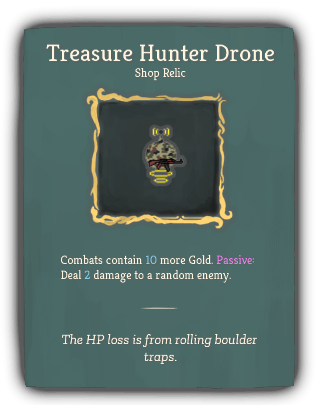 Treasure Hunter Drone
Shop Relic
Combats contain 10 more Gold. Passive:
Deal 2 damage to a random enemy.
The HP loss is from rolling boulder
traps.